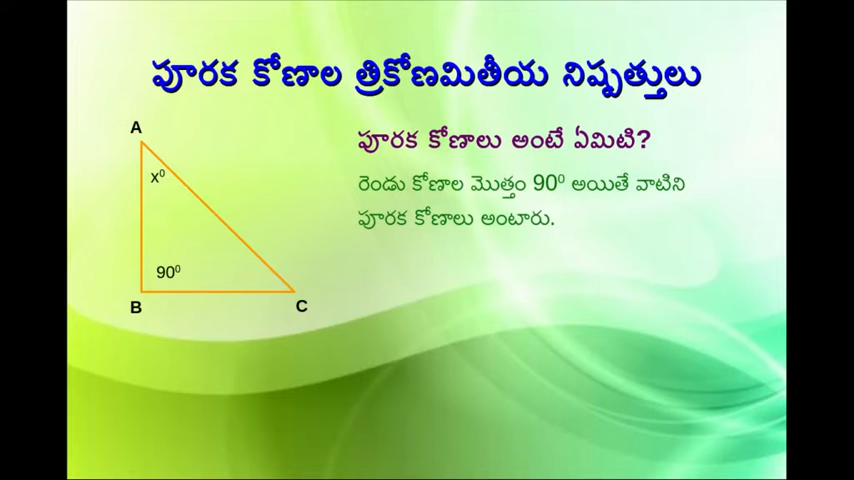 పూరక కోణాల త్రికోణమితీయ నిష్పత్తులు
A
x⁰
90⁰
B
C
పూరక కోణాలు అంటే ఏమిటి?
రెండు కోణాల మొత్తం 90⁰ అయితే వాటిని
పూరక కోణాలు అంటారు.